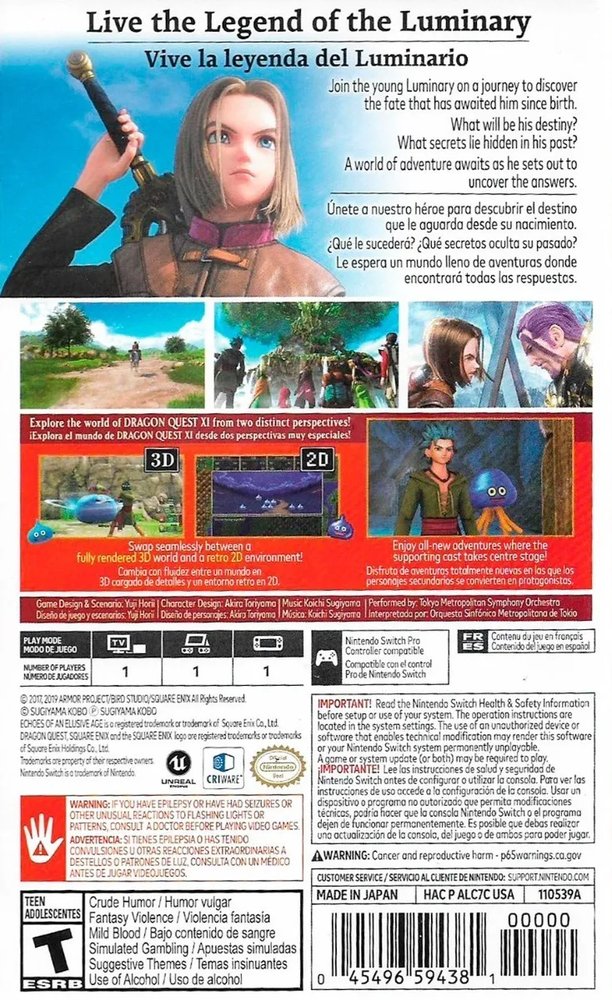 Live the Legend of the Luminary
Vive la leyenda del Luminario
Join the young Luminary on a journey to discover
the fate that has awaited him since birth.
What will be his destiny?
What secrets lie hidden in his past?
A world of adventure awaits as he sets out to
uncover the answers.
Únete a nuestro héroe para descubrir el destino
que le aguarda desde su nacimiento.
¿Qué le sucederá? ¿Qué secretos oculta su pasado?
Le espera un mundo lleno de aventuras donde
encontrará todas las respuestas.
Explore the world of DRAGON QUEST XI from two distinct perspectives!
¡Explora el mundo de DRAGON QUEST XI desde dos perspectivas muy especiales!
3D
2D
Swap seamlessly between a
fully rendered 3D world and a retro 2D environment!
Cambia con fluidez entre un mundo en
3D cargado de detalles y un entorno retro en 2D.
Enjoy all-new adventures where the
supporting cast takes centre stage!
Disfruta de aventuras totalmente nuevas en las que los
personajes secundarios se convierten en protagonistas.
Game Design & Scenario: Yuji Horii | Character Design: Akira Toriyama | Music Koichi Sugiyama | Performed by: Tokyo Metropolitan Symphony Orchestra
Diseño de juego y escenarios: Yuji Horii | Diseño de personajes: Akira Toriyama | Música: Koichi Sugiyama | Interpretada por: Orquesta Sinfónica Metropolitana de Tokio
PLAY MODE
MODO DE JUEGO
TV
NUMBER OF PLAYERS
NÚMERO DE JUGADORES
1
1
1
Nintendo Switch Pro
Controller compatible
Compatible con el control
Pro de Nintendo Switch
FR
ES
Contenu du jeu en français
Contenido del juego en español
© 2017, 2019 ARMOR PROJECT/BIRD STUDIO/SQUARE ENIX All Rights Reserved.
© SUGIYAMA KOBO ℗ SUGIYAMA KOBO
ECHOES OF AN ELUSIVE AGE is a registered trademark or trademark of Square Enix Co., Ltd.
DRAGON QUEST, SQUARE ENIX and the SQUARE ENIX logo are registered trademarks or trademarks
of Square Enix Holdings Co., Ltd.
Trademarks are property of their respective owners.
Nintendo Switch is a trademark of Nintendo.
UNREAL
ENGINE
CRIWARE
Official
Nintendo
Seal
IMPORTANT! Read the Nintendo Switch Health & Safety Information
before setup or use of your system. The operation instructions are
located in the system settings. The use of an unauthorized device or
software that enables technical modification may render this software
or your Nintendo Switch system permanently unplayable.
A game or system update (or both) may be required to play.
¡IMPORTANTE! Lee las instrucciones de salud y seguridad de
Nintendo Switch antes de configurar o utilizar la consola. Para ver las
instrucciones de uso accede a la configuración de la consola. Usar un
dispositivo o programa no autorizado que permita modificaciones
técnicas, podría hacer que la consola Nintendo Switch o el programa
dejen de funcionar permanentemente. Es posible que debas realizar
una actualización de la consola, del juego o de ambos para poder jugar.
WARNING: IF YOU HAVE EPILEPSY OR HAVE HAD SEIZURES OR
OTHER UNUSUAL REACTIONS TO FLASHING LIGHTS OR
PATTERNS, CONSULT A DOCTOR BEFORE PLAYING VIDEO GAMES.
ADVERTENCIA: SI TIENES EPILEPSIA O HAS TENIDO
CONVULSIONES U OTRAS REACCIONES EXTRAORDINARIAS A
DESTELLOS O PATRONES DE LUZ, CONSULTA CON UN MÉDICO
ANTES DE JUGAR VIDEOJUEGOS.
WARNING: Cancer and reproductive harm - p65warnings.ca.gov
CUSTOMER SERVICE / SERVICIO AL CLIENTE DE NINTENDO: SUPPORT.NINTENDO.COM
MADE IN JAPAN
HAC P ALC7C USA
110539A
TEEN
ADOLESCENTES
T
ESRB
Crude Humor / Humor vulgar
Fantasy Violence / Violencia fantasía
Mild Blood / Bajo contenido de sangre
Simulated Gambling / Apuestas simuladas
Suggestive Themes / Temas insinuantes
Use of Alcohol / Uso de alcohol
00000
0 45496 59438 1